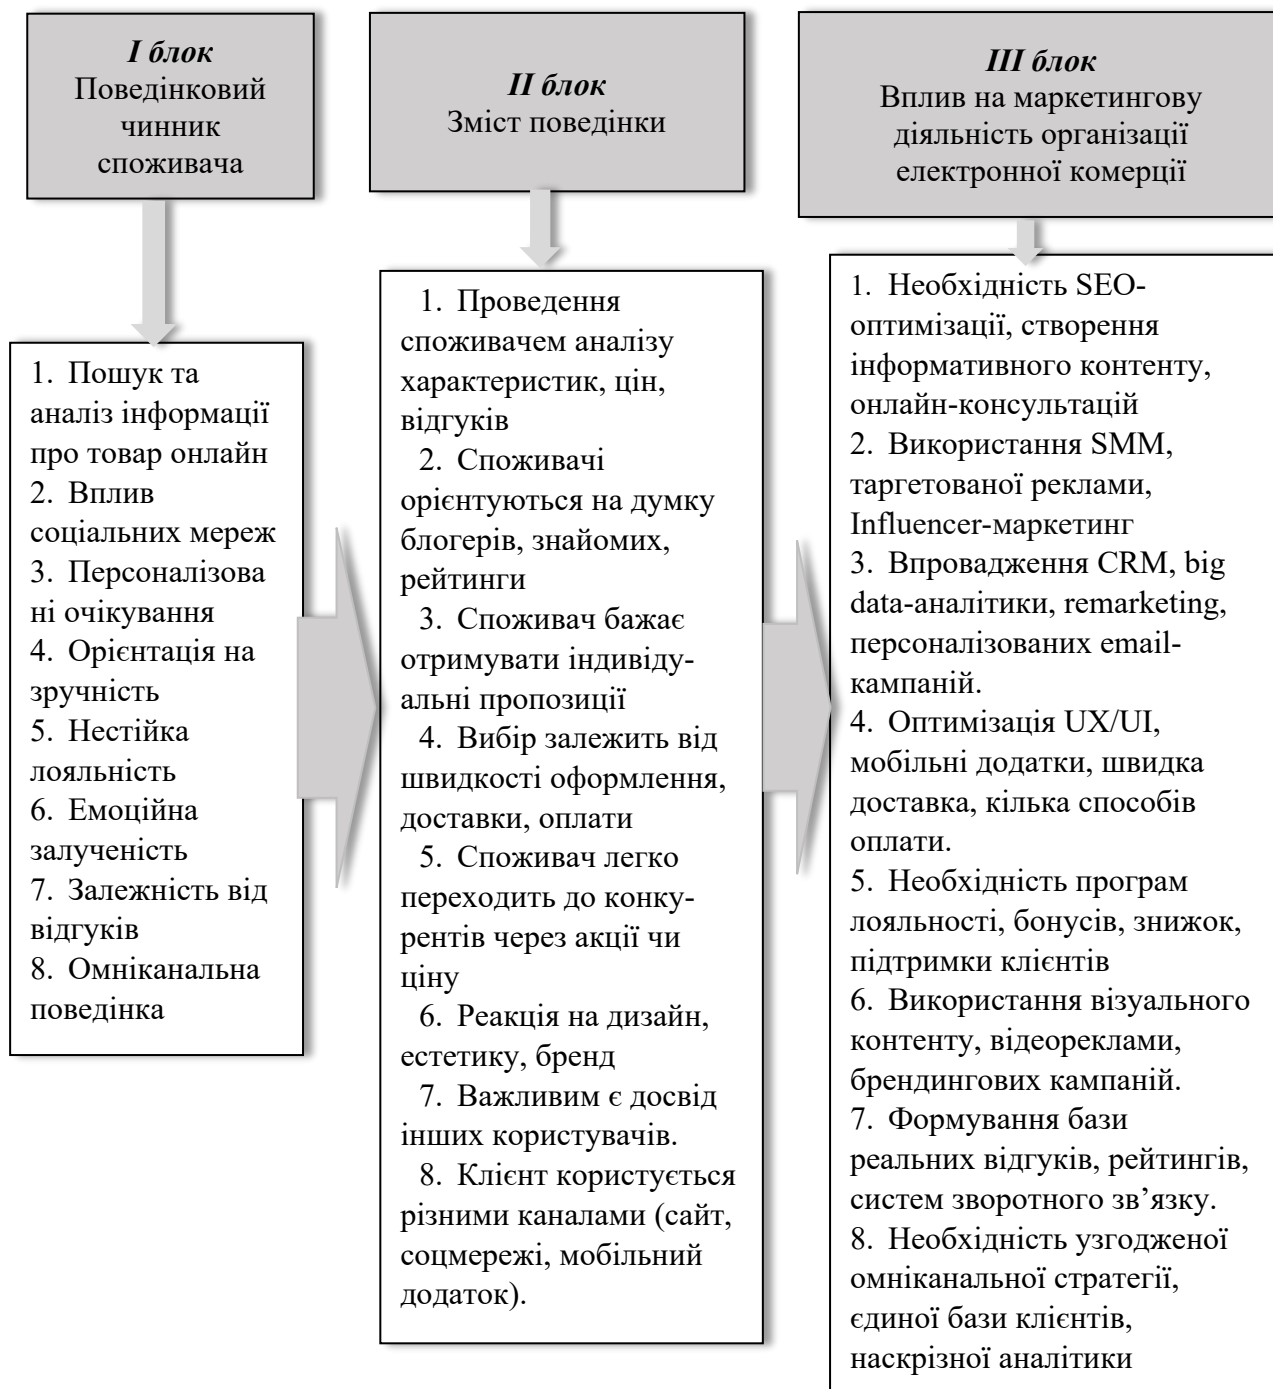 I блок
Поведінковий
чинник
споживача
II блок
Зміст поведінки
III блок
Вплив на маркетингову
діяльність організації
електронної комерції
1. Пошук та
аналіз інформації
про товар онлайн
2. Вплив
соціальних мереж
3. Персоналізова
ні очікування
4. Орієнтація на
зручність
5. Нестійка
лояльність
6. Емоційна
залученість
7. Залежність від
відгуків
8. Омніканальна
поведінка
1. Проведення
споживачем аналізу
характеристик, цін,
відгуків
2. Споживачі
орієнтуються на думку
блогерів, знайомих,
рейтинги
3. Споживач бажає
отримувати індивіду-
альні пропозиції
4. Вибір залежить від
швидкості оформлення,
доставки, оплати
5. Споживач легко
переходить до конку-
рентів через акції чи
ціну
6. Реакція на дизайн,
естетику, бренд
7. Важливим є досвід
інших користувачів.
8. Клієнт користується
різними каналами (сайт,
соцмережі, мобільний
додаток).
1. Необхідність SEO-
оптимізації, створення
інформативного контенту,
онлайн-консультацій
2. Використання SMM,
таргетованої реклами,
Influencer-маркетинг
3. Впровадження CRM, big
data-аналітики, remarketing,
персоналізованих email-
кампаній.
4. Оптимізація UX/UI,
мобільні додатки, швидка
доставка, кілька способів
оплати.
5. Необхідність програм
лояльності, бонусів, знижок,
підтримки клієнтів
6. Використання візуального
контенту, відеореклами,
брендингових кампаній.
7. Формування бази
реальних відгуків, рейтингів,
систем зворотного зв’язку.
8. Необхідність узгодженої
омніканальної стратегії,
єдиної бази клієнтів,
наскрізної аналітики